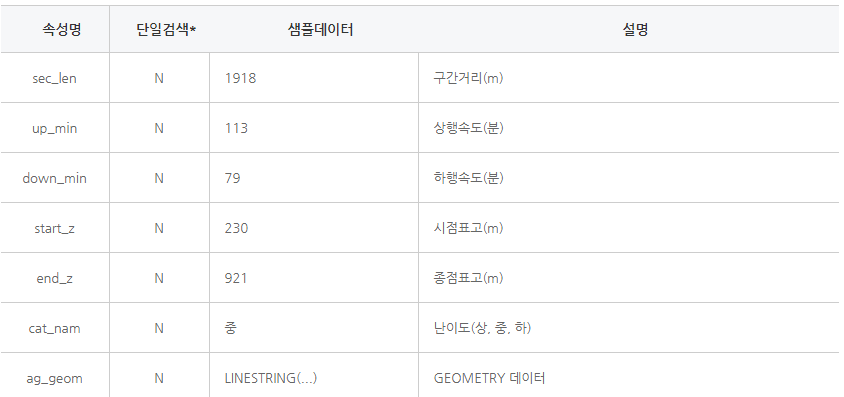 속성명 단일검색* 샘플데이터 설명
sec_len N 1918 구간거리(m)
up_min N 113 상행속도(분)
down_min N 79 하행속도(분)
start_z N 230 시점표고(m)
end_z N 921 종점표고(m)
cat_nam N 중 난이도(상, 중, 하)
ag_geom N LINESTRING(...) GEOMETRY 데이터